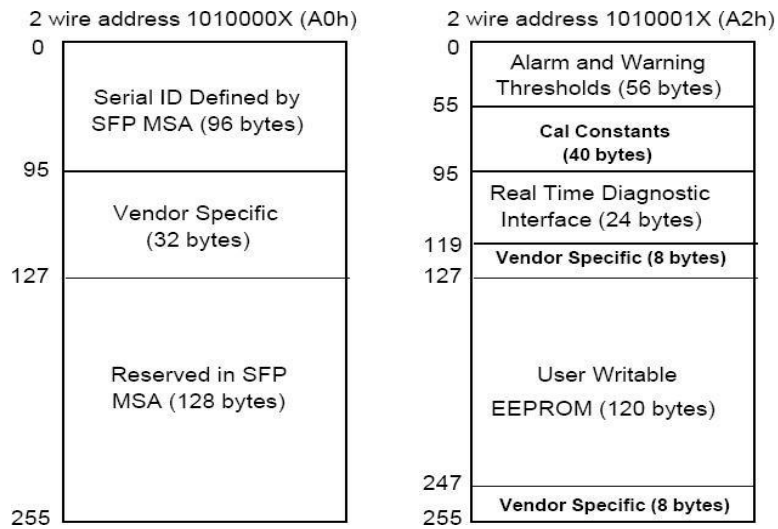 2 wire address 1010000X (A0h)
0
Serial ID Defined by
SFP MSA (96 bytes)
95
Vendor Specific
(32 bytes)
127
Reserved in SFP
MSA (128 bytes)
255
2 wire address 1010001X (A2h)
0
Alarm and Warning
Thresholds (56 bytes)
55
Cal Constants
(40 bytes)
95
Real Time Diagnostic
Interface (24 bytes)
119
Vendor Specific (8 bytes)
127
User Writable
EEPROM (120 bytes)
247
Vendor Specific (8 bytes)
255